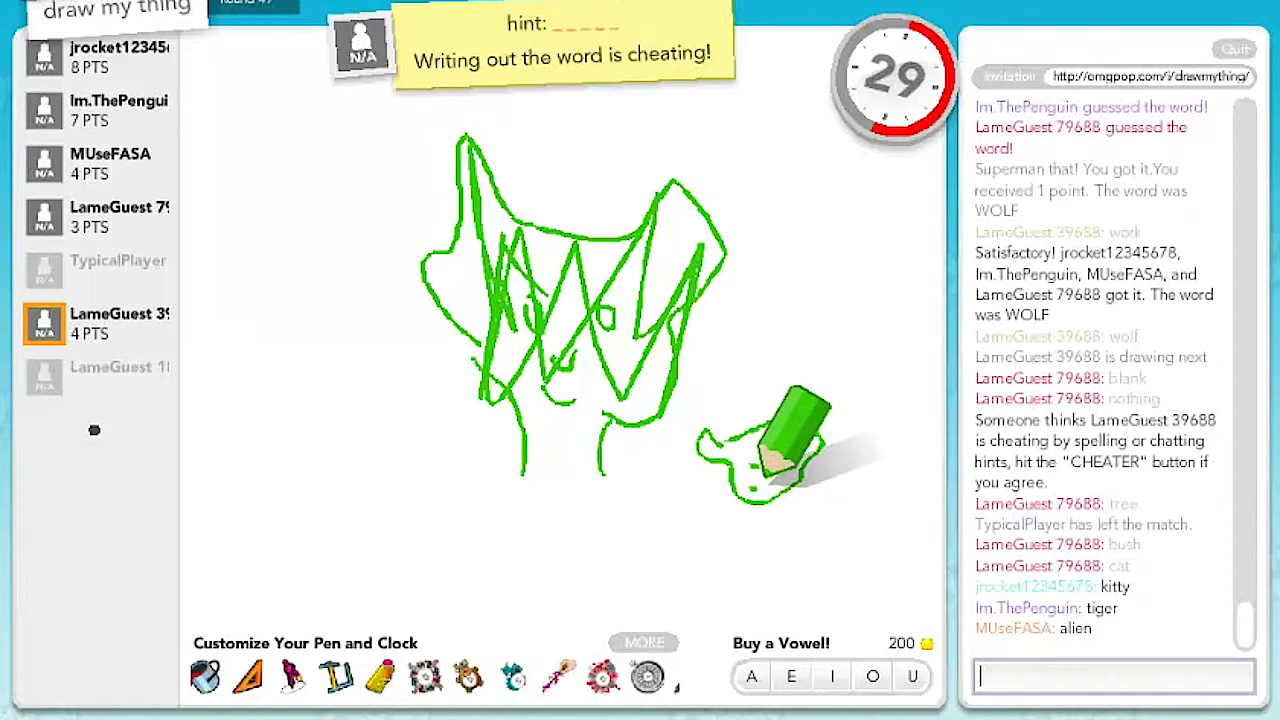 draw my thing
hint: _ _ _ _ _
Writing out the word is cheating!
29
jrocket12345
8 PTS
Im.ThePengui
7 PTS
MUseFASA
4 PTS
LameGuest 79
3 PTS
TypicalPlayer
LameGuest 39
4 PTS
LameGuest 1
N/A
N/A
N/A
N/A
N/A
N/A
N/A
N/A
Quit
Invitation http://omgpop.com/i/drawmything/
Im.ThePenguin guessed the word!
LameGuest 79688 guessed the
word!
Superman that! You got it.You
received 1 point. The word was
WOLF
LameGuest 39688: work
Satisfactory! jrocket12345678,
Im.ThePenguin, MUseFASA, and
LameGuest 79688 got it. The word
was WOLF
LameGuest 39688: wolf
LameGuest 39688 is drawing next
LameGuest 79688: blank
LameGuest 79688: nothing
Someone thinks LameGuest 39688
is cheating by spelling or chatting
hints, hit the "CHEATER" button if
you agree.
LameGuest 79688: tree
TypicalPlayer has left the match.
LameGuest 79688: bush
LameGuest 79688: cat
jrocket12345678: kitty
Im.ThePenguin: tiger
MUseFASA: alien
Customize Your Pen and Clock
MORE
Buy a Vowel! 200
A E I O U